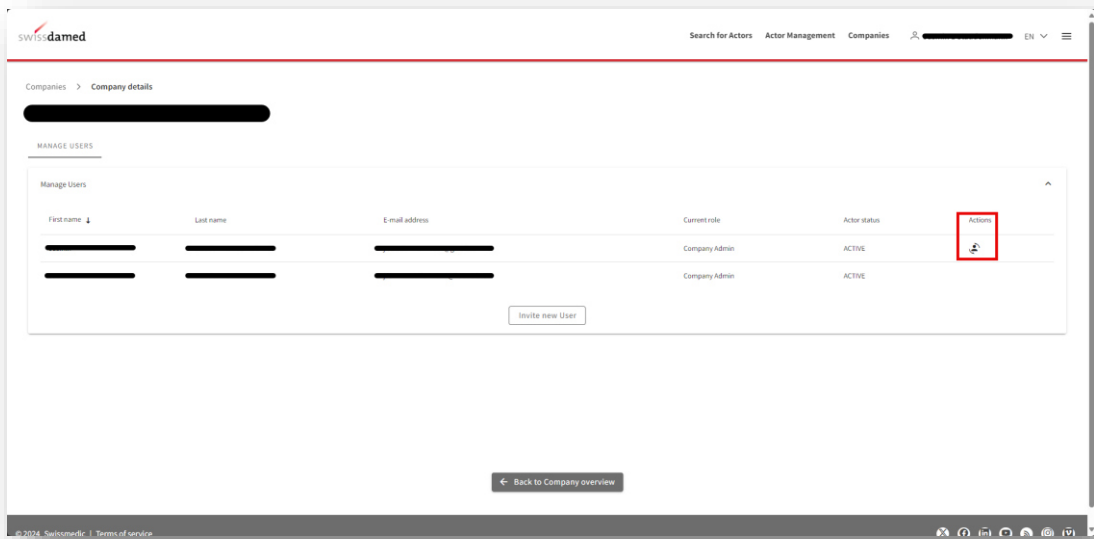 swissdamed
Search for Actors Actor Management Companies EN
Companies > Company details
MANAGE USERS
Manage Users
First name ↓ Last name E-mail address Current role Actor status Actions
Company Admin ACTIVE
Company Admin ACTIVE
Invite new User
← Back to Company overview
© 2024 Swissmedic | Terms of service